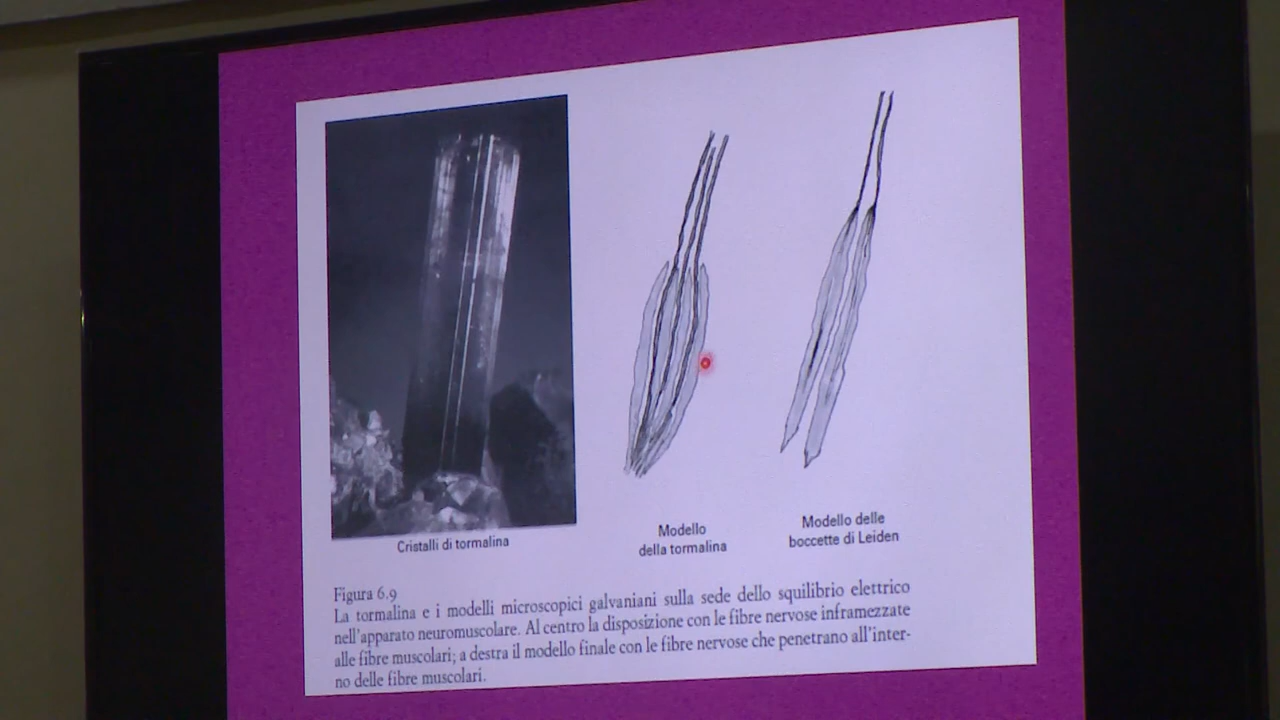 Cristalli di tormalina
Modello
della tormalina
Modello delle
boccette di Leiden
Figura 6.9
La tormalina e i modelli microscopici galvaniani sulla sede dello squilibrio elettrico
nell'apparato neuromuscolare. Al centro la disposizione con le fibre nervose inframezzate
alle fibre muscolari; a destra il modello finale con le fibre nervose che penetrano all'inter-
no delle fibre muscolari.